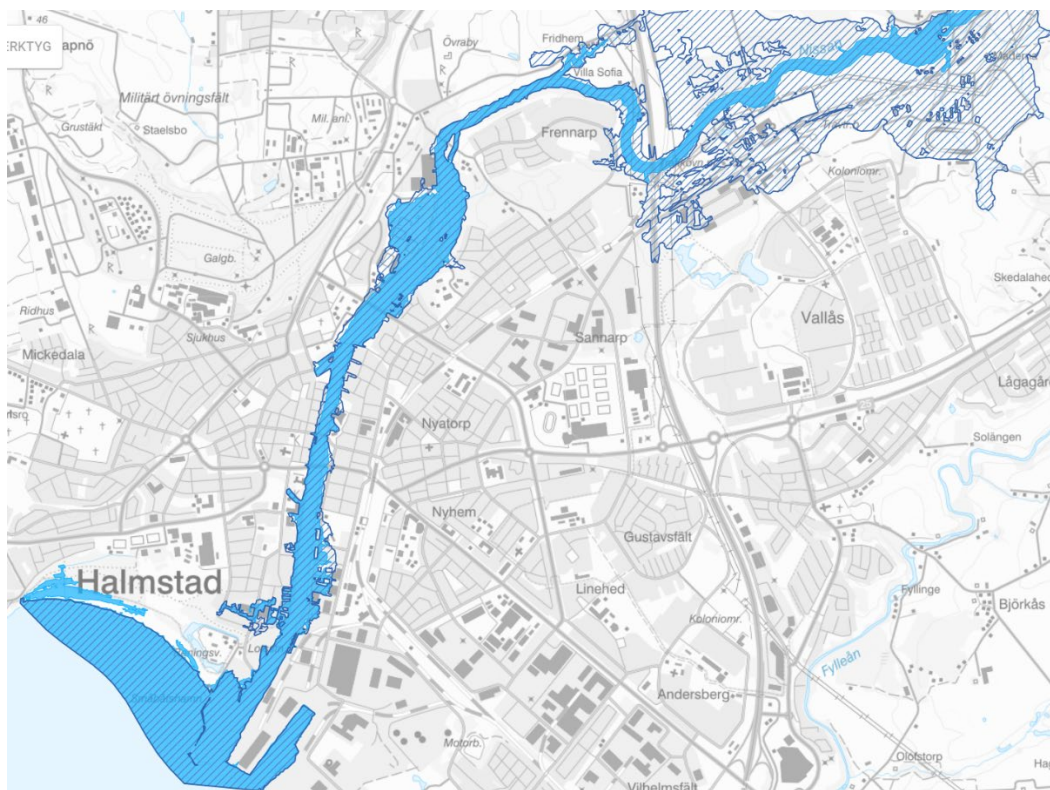 46
ERKTYG
apnö
Övraby
Fridhem
Nissan
Villa Sofia
Militärt övningsfält
Mil. anl.
Grustäkt
Staelsbo
Frennarp
Koloniomr.
Galgb.
Skedalahed
Ridhus
Sjukhus
Vallås
Mickedala
Sannarp
Lågagård
Nyatorp
Solängen
Nyhem
Gustavsfält
Halmstad
Linehed
Fyllinge
Björkås
Koloniomr.
Fylleån
Andersberg
Motorb.
Olofstorp
Vilhelmsfält